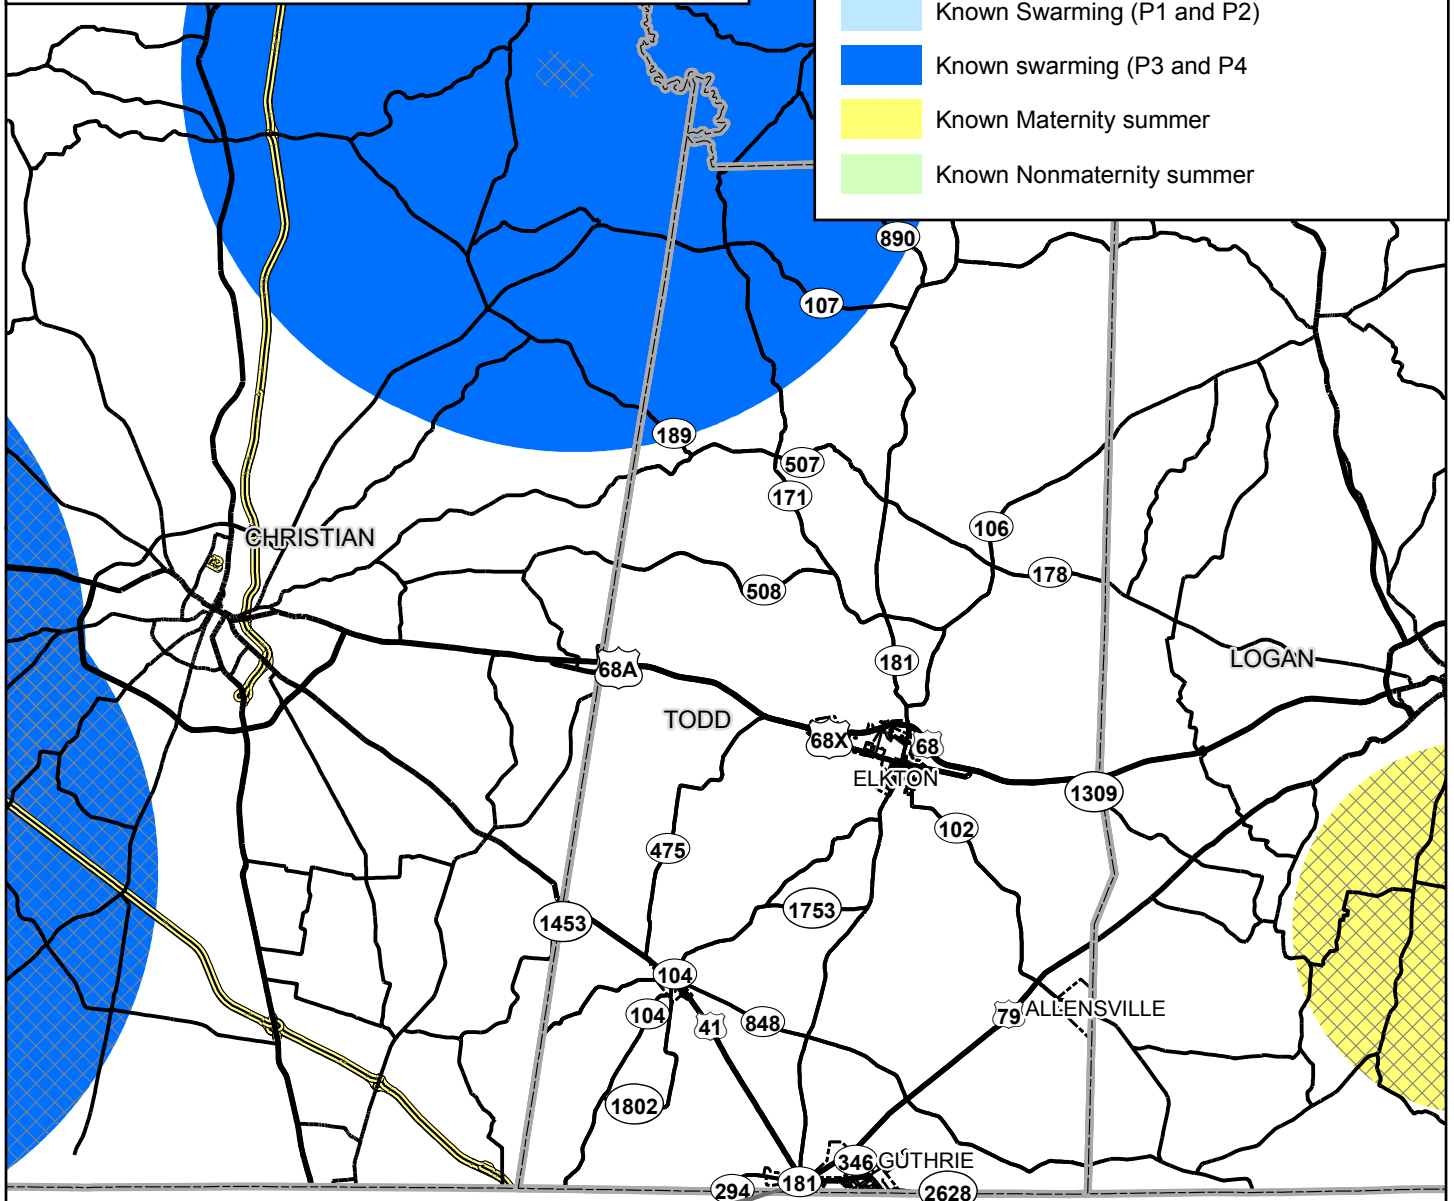 Known Swarming (P1 and P2)
Known swarming (P3 and P4
Known Maternity summer
Known Nonmaternity summer
890
107
189
507
171
106
CHRISTIAN
178
508
181
LOGAN
68A
TODD
68X
68
ELKTON
1309
102
475
1753
1453
104
104
41
848
79
ALLENSVILLE
1802
346
GUTHRIE
294
181
2628